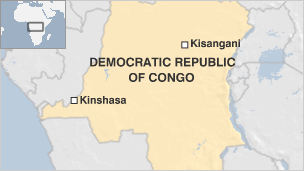 Kisangani
DEMOCRATIC REPUBLIC
OF CONGO
Kinshasa